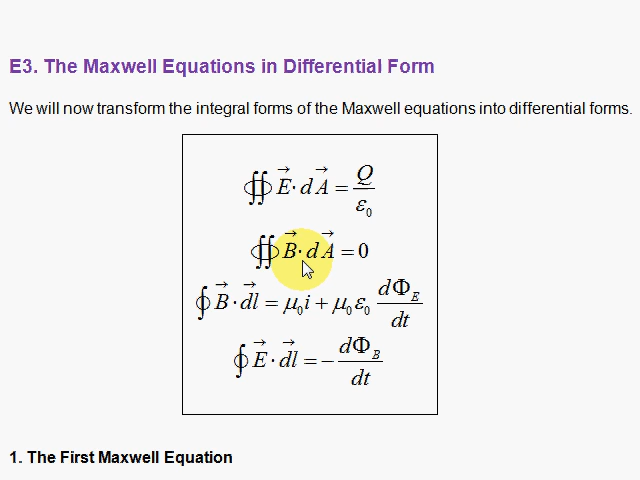 E3. The Maxwell Equations in Differential Form
We will now transform the integral forms of the Maxwell equations into differential forms.
∯ E⃗ · dA⃗ = Q/ε₀
∯ B⃗ · dA⃗ = 0
∮ B⃗ · dl⃗ = μ₀i + μ₀ε₀ dΦ_E/dt
∮ E⃗ · dl⃗ = − dΦ_B/dt
1. The First Maxwell Equation